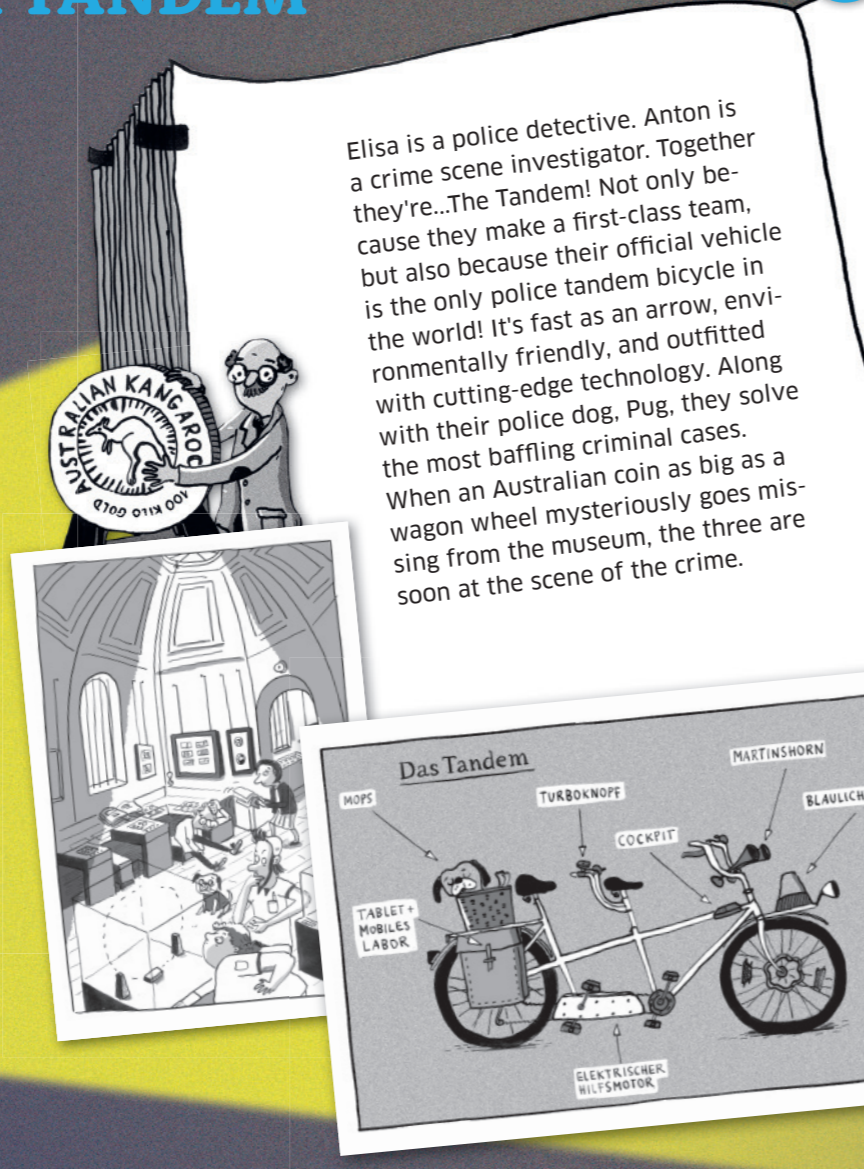 TANDEM
Elisa is a police detective. Anton is
a crime scene investigator. Together
they're...The Tandem! Not only be-
cause they make a first-class team,
but also because their official vehicle
is the only police tandem bicycle in
the world! It's fast as an arrow, envi-
ronmentally friendly, and outfitted
with cutting-edge technology. Along
with their police dog, Pug, they solve
the most baffling criminal cases.
When an Australian coin as big as a
wagon wheel mysteriously goes mis-
sing from the museum, the three are
soon at the scene of the crime.
AUSTRALIAN KANGAROO
100 KILO GOLD
Das Tandem
MARTINSHORN
MOPS
TURBOKNOPF
BLAULICH
COCKPIT
TABLET+
MOBILES
LABOR
ELEKTRISCHER
HILFSMOTOR